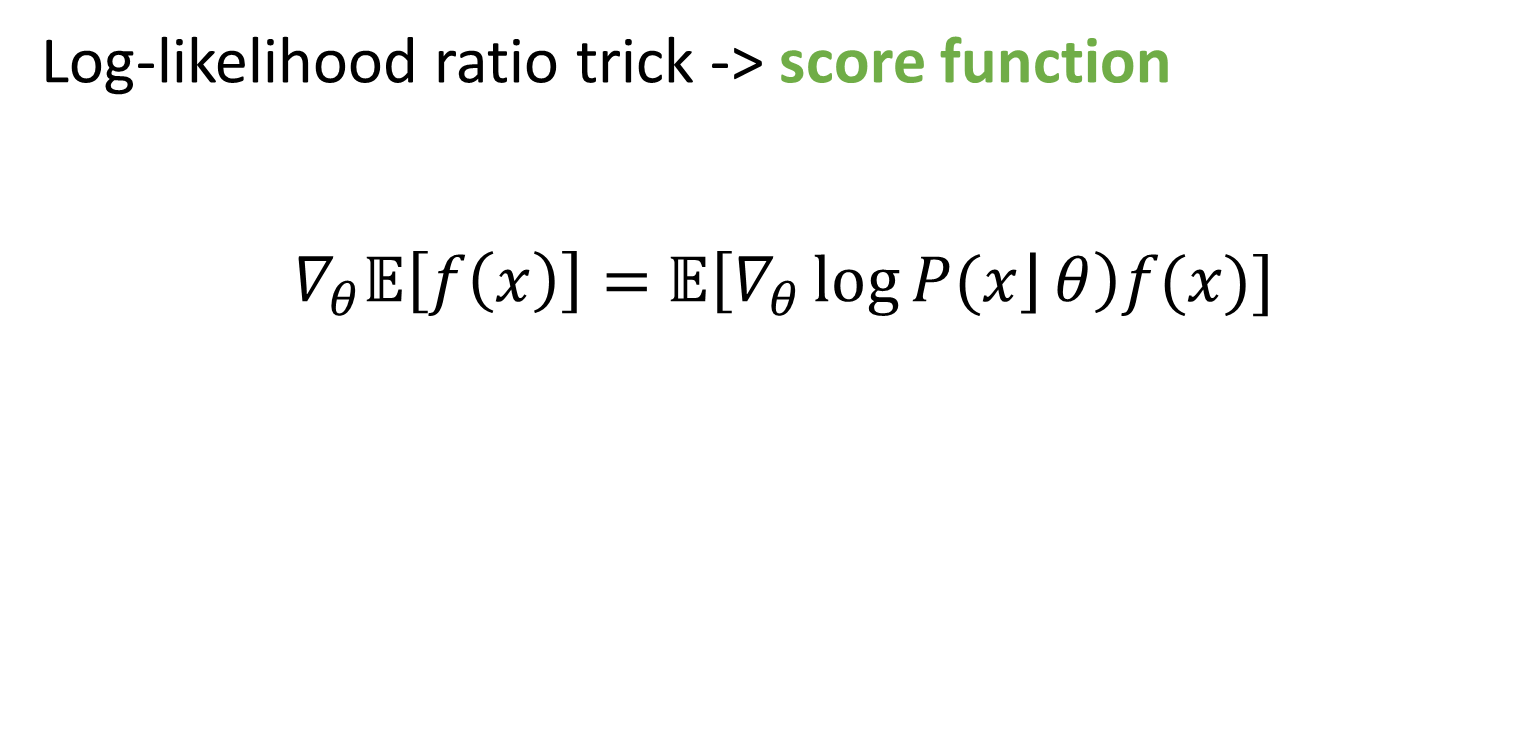 Log-likelihood ratio trick -> score function
∇θ𝔼[f(x)] = 𝔼[∇θ log P(x⌋ θ)f(x)]